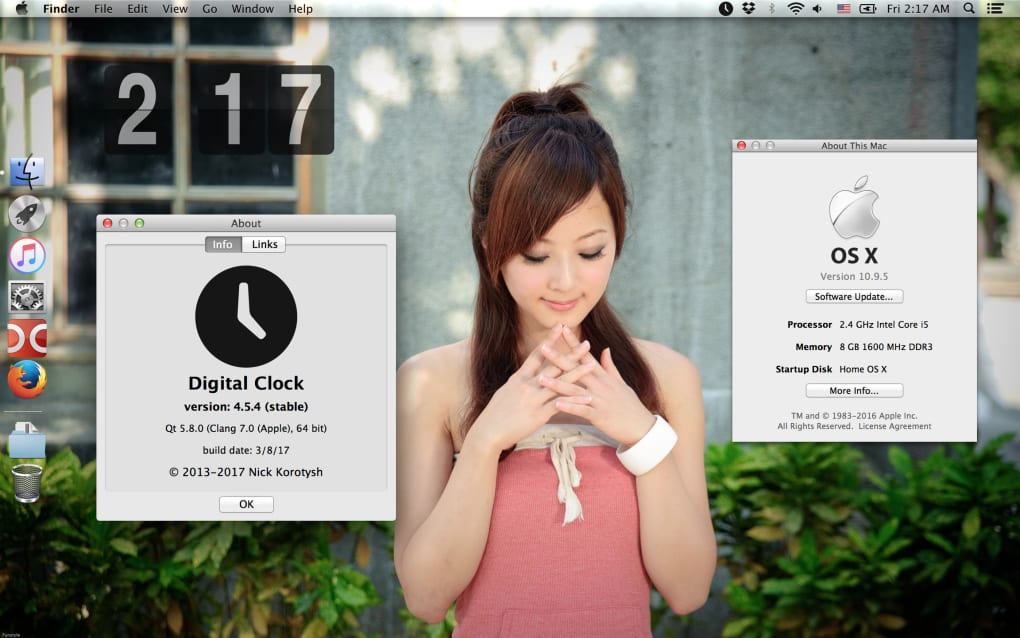 Finder File Edit View Go Window Help
Fri 2:17 AM
2 17
About
Info Links
Digital Clock
version: 4.5.4 (stable)
Qt 5.8.0 (Clang 7.0 (Apple), 64 bit)
build date: 3/8/17
© 2013-2017 Nick Korotysh
OK
About This Mac
OS X
Version 10.9.5
Software Update...
Processor 2.4 GHz Intel Core i5
Memory 8 GB 1600 MHz DDR3
Startup Disk Home OS X
More Info...
TM and © 1983-2016 Apple Inc.
All Rights Reserved. License Agreement